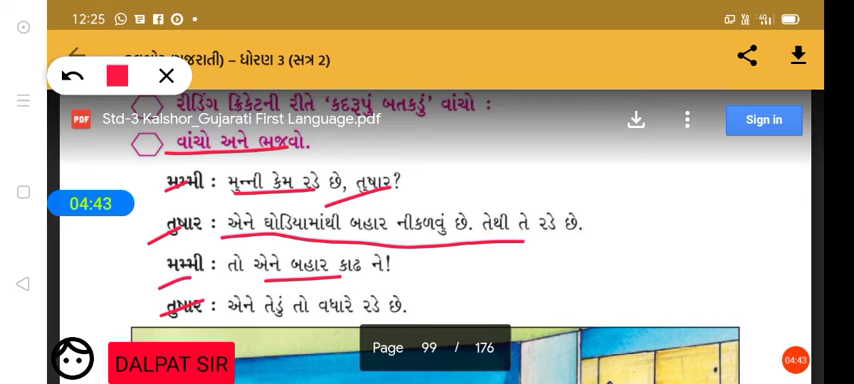 12:25
ધોરણ 3 (સત્ર 2)
રીડિંગ ક્રિકેટની રીતે ‘કદરૂપું બતકડું’ વાંચો :
Std-3 Kalshor_Gujarati First Language.pdf
Sign in
વાંચો અને ભજવો.
મમ્મી : મુન્ની કેમ રડે છે, તુષાર?
04:43
તુષાર : એને ઘોડિયામાંથી બહાર નીકળવું છે. તેથી તે રડે છે.
મમ્મી : તો એને બહાર કાઢ ને!
તુષાર : એને તેડું તો વધારે રડે છે.
Page 99 / 176
DALPAT SIR
04:43